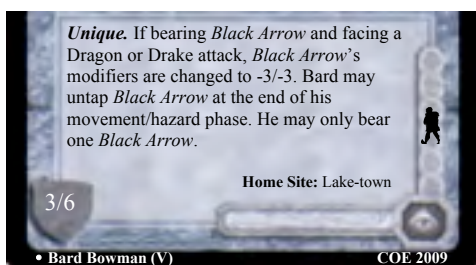 Unique. If bearing Black Arrow and facing a
Dragon or Drake attack, Black Arrow's
modifiers are changed to -3/-3. Bard may
untap Black Arrow at the end of his
movement/hazard phase. He may only bear
one Black Arrow.
Home Site: Lake-town
3/6
• Bard Bowman (V)
COE 2009